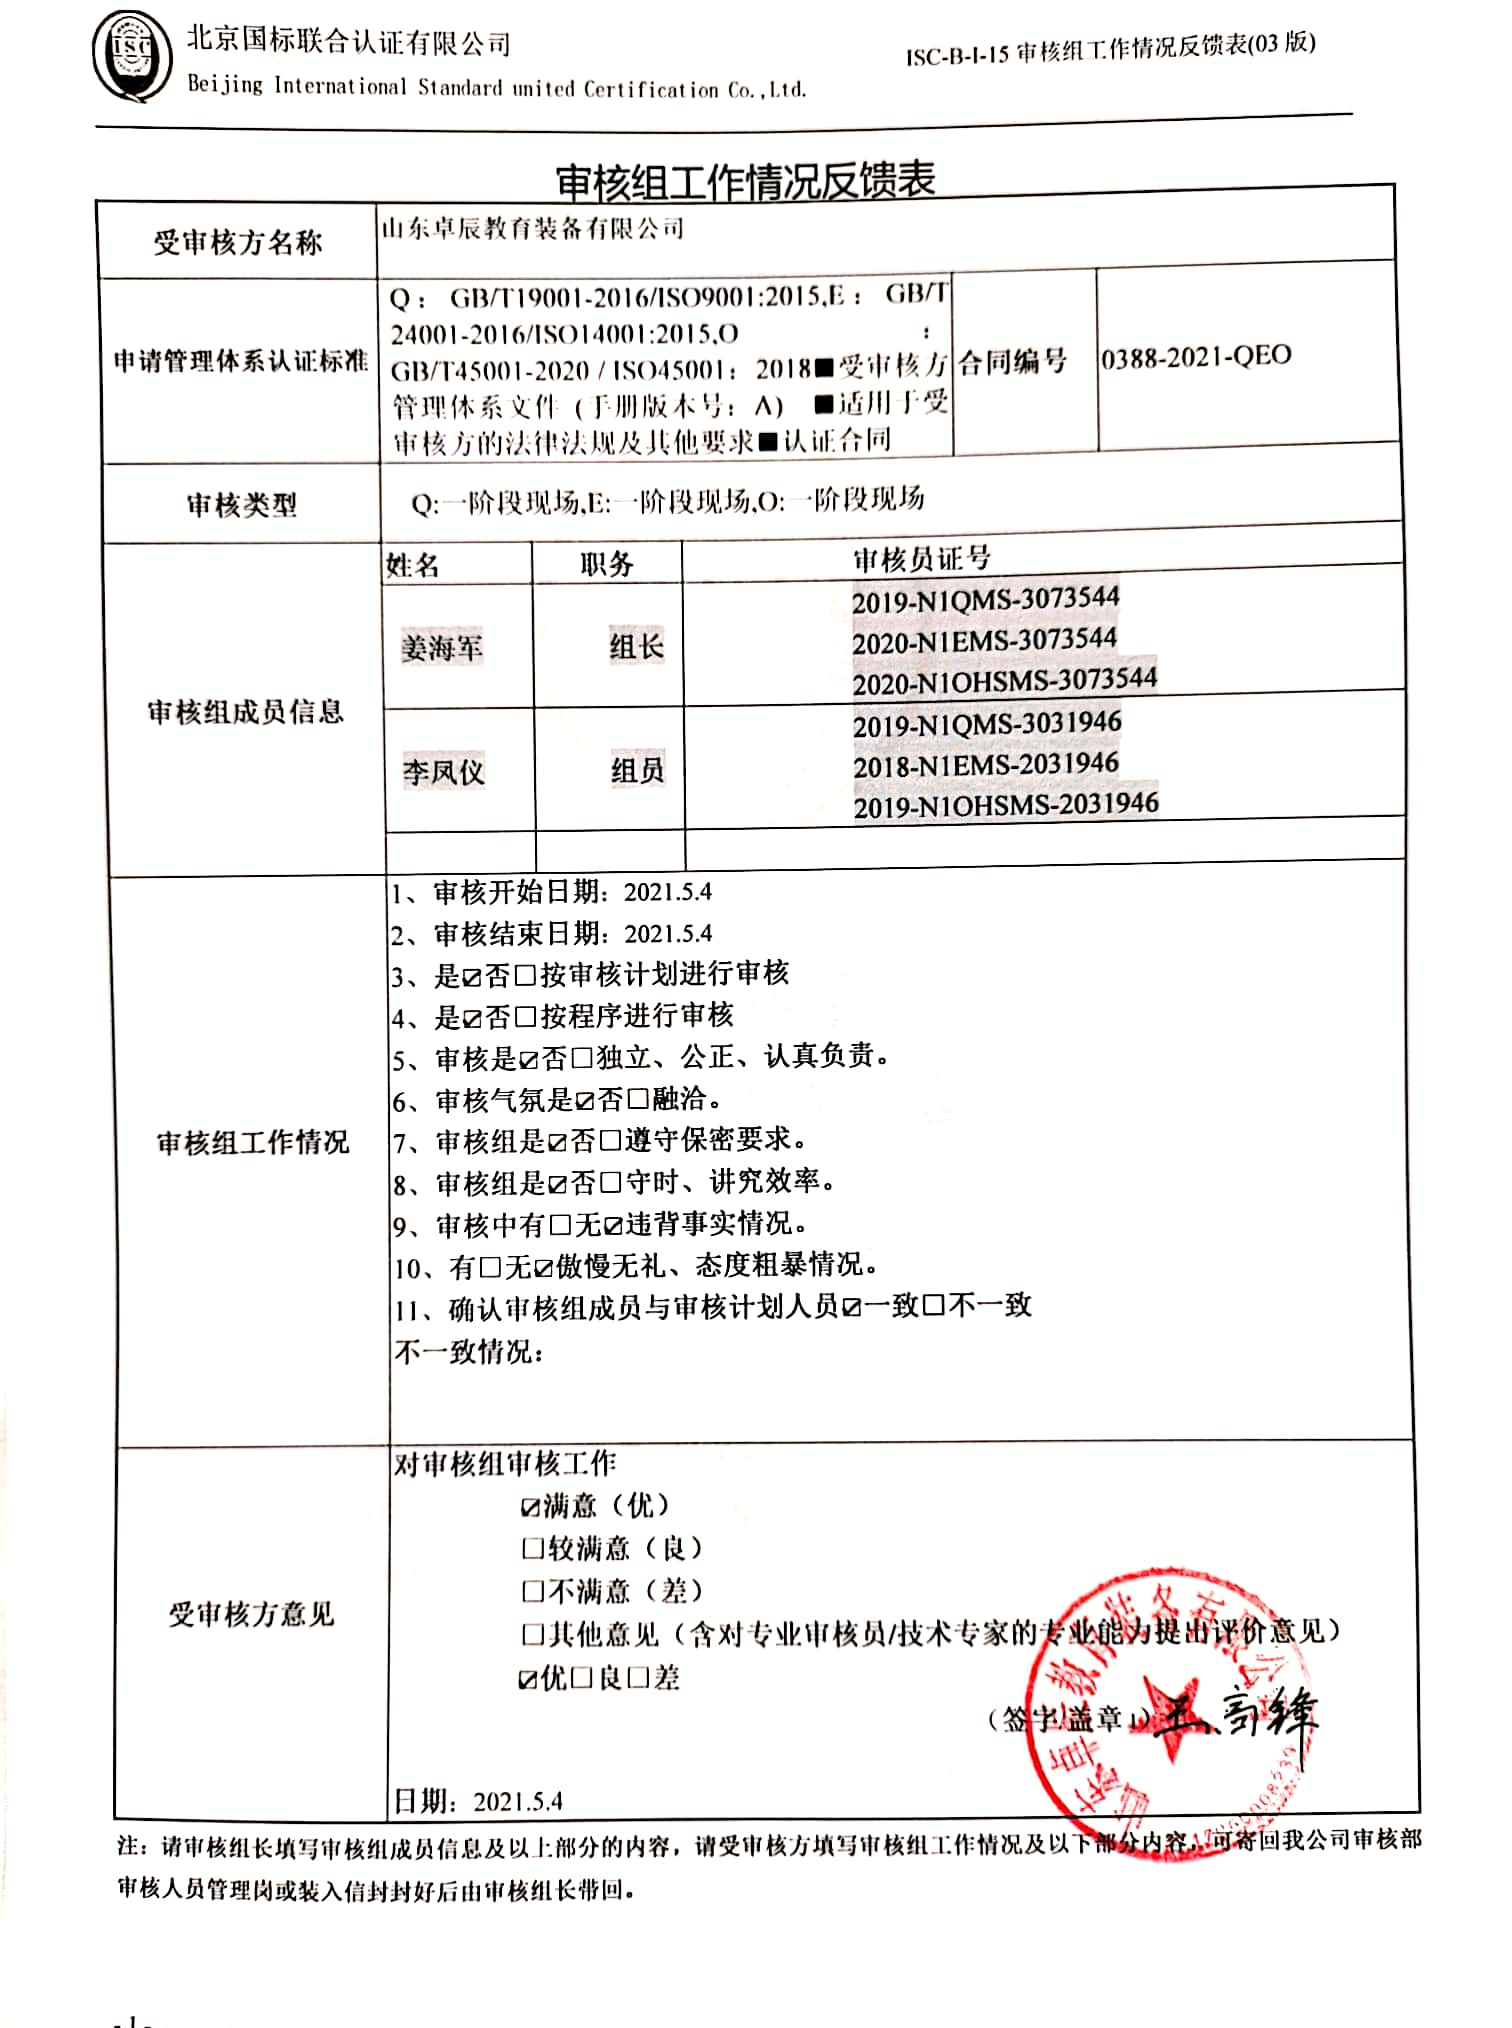 ISC
北京国标联合认证有限公司
Beijing International Standard united Certification Co.,Ltd.
ISC-B-I-15 审核组工作情况反馈表(03 版)
审核组工作情况反馈表
受审核方名称
山东卓辰教育装备有限公司
申请管理体系认证标准
Q：GB/T19001-2016/ISO9001:2015,E：GB/T
24001-2016/ISO14001:2015,O ：
GB/T45001-2020 / ISO45001：2018■受审核方
管理体系文件（手册版本号：A）■适用于受
审核方的法律法规及其他要求■认证合同
合同编号
0388-2021-QEO
审核类型
Q:一阶段现场,E:一阶段现场,O:一阶段现场
审核组成员信息
姓名 职务 审核员证号
姜海军 组长
2019-N1QMS-3073544
2020-N1EMS-3073544
2020-N1OHSMS-3073544
李凤仪 组员
2019-N1QMS-3031946
2018-N1EMS-2031946
2019-N1OHSMS-2031946
审核组工作情况
1、审核开始日期：2021.5.4
2、审核结束日期：2021.5.4
3、是☑否□按审核计划进行审核
4、是☑否□按程序进行审核
5、审核是☑否□独立、公正、认真负责。
6、审核气氛是☑否□融洽。
7、审核组是☑否□遵守保密要求。
8、审核组是☑否□守时、讲究效率。
9、审核中有□无☑违背事实情况。
10、有□无☑傲慢无礼、态度粗暴情况。
11、确认审核组成员与审核计划人员☑一致□不一致
不一致情况：
受审核方意见
对审核组审核工作
☑满意（优）
□较满意（良）
□不满意（差）
□其他意见（含对专业审核员/技术专家的专业能力提出评价意见）
☑优□良□差
（签字/盖章）
山东卓辰教育装备有限公司
日期：2021.5.4
注：请审核组长填写审核组成员信息及以上部分的内容，请受审核方填写审核组工作情况及以下部分内容，可寄回我公司审核部
审核人员管理岗或装入信封封好后由审核组长带回。
- 1 -